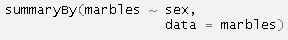 summaryBy(marbles ~ sex,
data = marbles)